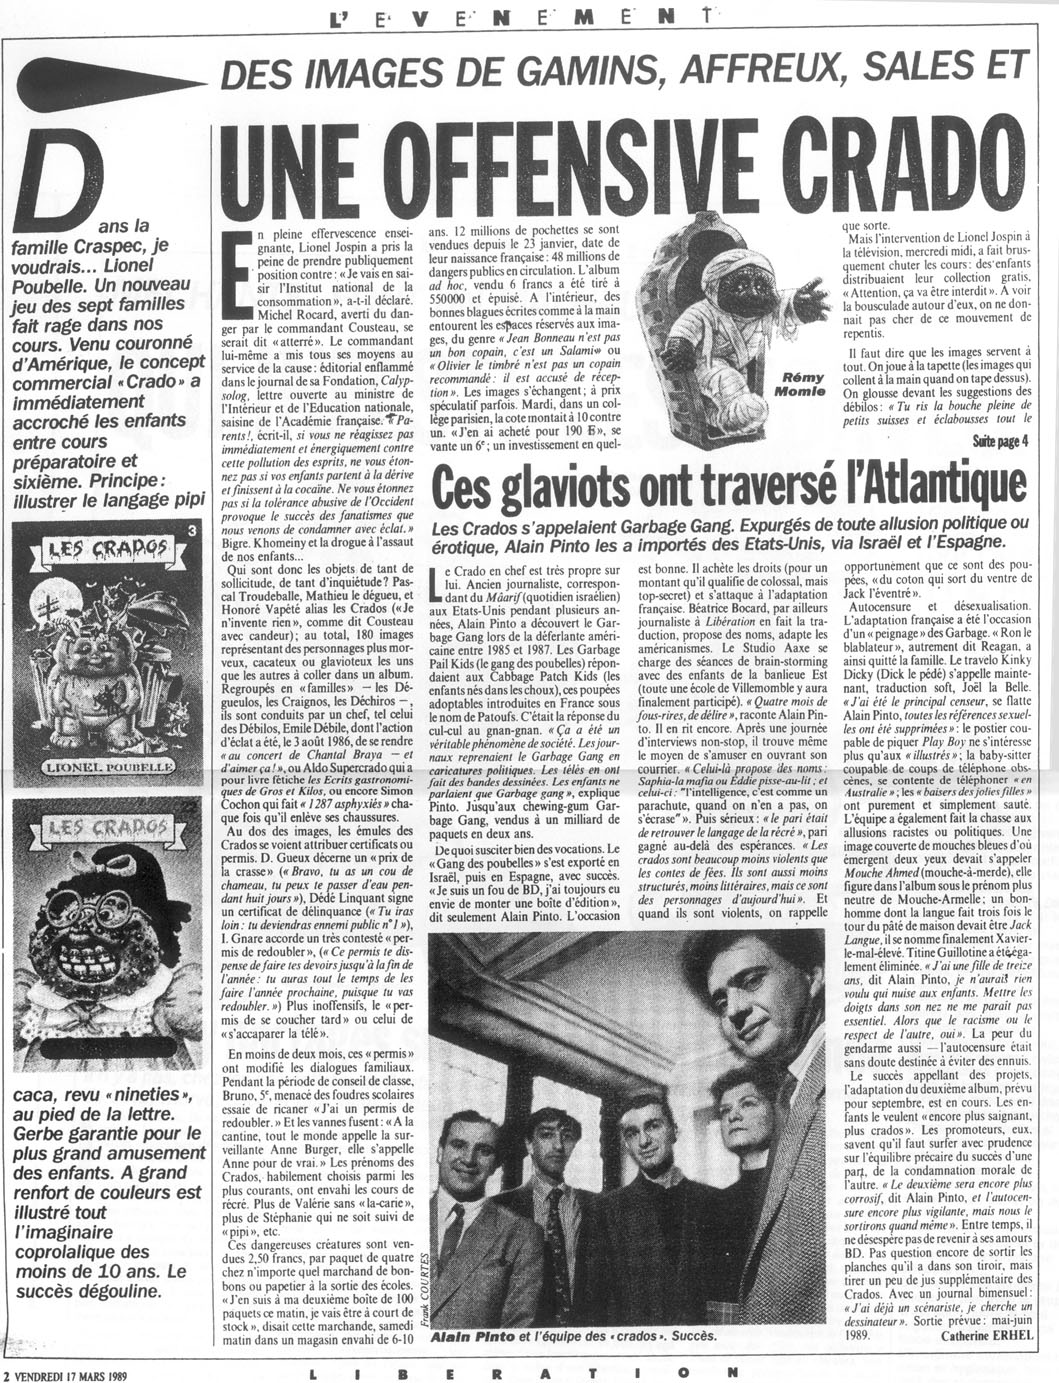 L'EVENEMENT
DES IMAGES DE GAMINS, AFFREUX, SALES ET
UNE OFFENSIVE CRADO
Dans la
famille Craspec, je
voudrais... Lionel
Poubelle. Un nouveau
jeu des sept familles
fait rage dans nos
cours. Venu couronné
d'Amérique, le concept
commercial «Crado» a
immédiatement
accroché les enfants
entre cours
préparatoire et
sixième. Principe:
illustrer le langage pipi
3
LES CRADOS
LIONEL POUBELLE
LES CRADOS
caca, revu «nineties»,
au pied de la lettre.
Gerbe garantie pour le
plus grand amusement
des enfants. A grand
renfort de couleurs est
illustré tout
l'imaginaire
coprolalique des
moins de 10 ans. Le
succès dégouline.
En pleine effervescence ensei-
gnante, Lionel Jospin a pris la
peine de prendre publiquement
position contre: «Je vais en sai-
sir l'Institut national de la
consommation», a-t-il déclaré.
Michel Rocard, averti du dan-
ger par le commandant Cousteau, se
serait dit «atterré». Le commandant
lui-même a mis tous ses moyens au
service de la cause: éditorial enflammé
dans le journal de sa Fondation, Calyp-
solog, lettre ouverte au ministre de
l'Intérieur et de l'Education nationale,
saisine de l'Académie française. «Pa-
rents!, écrit-il, si vous ne réagissez pas
immédiatement et énergiquement contre
cette pollution des esprits, ne vous éton-
nez pas si vos enfants partent à la dérive
et finissent à la cocaïne. Ne vous étonnez
pas si la tolérance abusive de l'Occident
provoque le succès des fanatismes que
nous venons de condamner avec éclat.»
Bigre. Khomeiny et la drogue à l'assaut
de nos enfants...
Qui sont donc les objets de tant de
sollicitude, de tant d'inquiétude? Pas-
cal Troudeballe, Mathieu le dégueu, et
Honoré Vapété alias les Crados («Je
n'invente rien», comme dit Cousteau
avec candeur); au total, 180 images
représentant des personnages plus mor-
veux, cacateux ou glavioteux les uns
que les autres à coller dans un album.
Regroupés en «familles» — les Dé-
gueulos, les Craignos, les Déchiros —,
ils sont conduits par un chef, tel celui
des Débilos, Emile Débile, dont l'action
d'éclat a été, le 3 août 1986, de se rendre
«au concert de Chantal Braya — et
d'aimer ça!», ou Aldo Supercrado qui a
pour livre fétiche les Ecrits gastronomi-
ques de Gros et Kilos, ou encore Simon
Cochon qui fait «1287 asphyxiés» cha-
que fois qu'il enlève ses chaussures.
Au dos des images, les émules des
Crados se voient attribuer certificats ou
permis. D. Gueux décerne un «prix de
la crasse» («Bravo, tu as un cou de
chameau, tu peux te passer d'eau pen-
dant huit jours»), Dédé Linquant signe
un certificat de délinquance («Tu iras
loin: tu deviendras ennemi public n°1»),
I. Gnare accorde un très contesté «per-
mis de redoubler», («Ce permis te dis-
pense de faire tes devoirs jusqu'à la fin de
l'année: tu auras tout le temps de les
faire l'année prochaine, puisque tu vas
redoubler.») Plus inoffensifs, le «per-
mis de se coucher tard» ou celui de
«s'accaparer la télé».
En moins de deux mois, ces «permis»
ont modifié les dialogues familiaux.
Pendant la période de conseil de classe,
Bruno, 5e, menacé des foudres scolaires
essaie de ricaner «J'ai un permis de
redoubler.» Et les vannes fusent: «A la
cantine, tout le monde appelle la sur-
veillante Anne Burger, elle s'appelle
Anne pour de vrai.» Les prénoms des
Crados, habilement choisis parmi les
plus courants, ont envahi les cours de
récré. Plus de Valérie sans «la-carie»,
plus de Stéphanie qui ne soit suivi de
«pipi», etc.
Ces dangereuses créatures sont ven-
dues 2,50 francs, par paquet de quatre
chez n'importe quel marchand de bon-
bons ou papetier à la sortie des écoles.
«J'en suis à ma deuxième boîte de 100
paquets ce matin, je vais être à court de
stock», disait cette marchande, samedi
matin dans un magasin envahi de 6-10
ans. 12 millions de pochettes se sont
vendues depuis le 23 janvier, date de
leur naissance française: 48 millions de
dangers publics en circulation. L'album
ad hoc, vendu 6 francs a été tiré à
550000 et épuisé. A l'intérieur, des
bonnes blagues écrites comme à la main
entourent les espaces réservés aux ima-
ges, du genre «Jean Bonneau n'est pas
un bon copain, c'est un Salami» ou
«Olivier le timbré n'est pas un copain
recommandé: il est accusé de récep-
tion». Les images s'échangent; à prix
spéculatif parfois. Mardi, dans un col-
lège parisien, la cote montait à 10 contre
un. «J'en ai acheté pour 190 F», se
vante un 6e; un investissement en quel-
Rémy
Momie
que sorte.
Mais l'intervention de Lionel Jospin à
la télévision, mercredi midi, a fait brus-
quement chuter les cours: des enfants
distribuaient leur collection gratis.
«Attention, ça va être interdit». A voir
la bousculade autour d'eux, on ne don-
nait pas cher de ce mouvement de
repentis.
Il faut dire que les images servent à
tout. On joue à la tapette (les images qui
collent à la main quand on tape dessus).
On glousse devant les suggestions des
débilos: «Tu ris la bouche pleine de
petits suisses et éclabousses tout le
Suite page 4
Ces glaviots ont traversé l'Atlantique
Les Crados s'appelaient Garbage Gang. Expurgés de toute allusion politique ou
érotique, Alain Pinto les a importés des Etats-Unis, via Israël et l'Espagne.
Le Crado en chef est très propre sur
lui. Ancien journaliste, correspon-
dant du Mâarif (quotidien israélien)
aux Etats-Unis pendant plusieurs an-
nées, Alain Pinto a découvert le Gar-
bage Gang lors de la déferlante améri-
caine entre 1985 et 1987. Les Garbage
Pail Kids (le gang des poubelles) répon-
daient aux Cabbage Patch Kids (les
enfants nés dans les choux), ces poupées
adoptables introduites en France sous
le nom de Patoufs. C'était la réponse du
cul-cul au gnan-gnan. «Ça a été un
véritable phénomène de société. Les jour-
naux reprenaient le Garbage Gang en
caricatures politiques. Les télés en ont
fait des bandes dessinées. Les enfants ne
parlaient que Garbage gang», explique
Pinto. Jusqu'aux chewing-gum Gar-
bage Gang, vendus à un milliard de
paquets en deux ans.
De quoi susciter bien des vocations. Le
«Gang des poubelles» s'est exporté en
Israël, puis en Espagne, avec succès.
«Je suis un fou de BD, j'ai toujours eu
envie de monter une boîte d'édition»,
dit seulement Alain Pinto. L'occasion
est bonne. Il achète les droits (pour un
montant qu'il qualifie de colossal, mais
top-secret) et s'attaque à l'adaptation
française. Béatrice Bocard, par ailleurs
journaliste à Libération en fait la tra-
duction, propose des noms, adapte les
américanismes. Le Studio Aaxe se
charge des séances de brain-storming
avec des enfants de la banlieue Est
(toute une école de Villemomble y aura
finalement participé). «Quatre mois de
fous-rires, de délire», raconte Alain Pin-
to. Il en rit encore. Après une journée
d'interviews non-stop, il trouve même
le moyen de s'amuser en ouvrant son
courrier. «Celui-là propose des noms:
Saphia-la mafia ou Eddie pisse-au-lit; et
celui-ci: "l'intelligence, c'est comme un
parachute, quand on n'en a pas, on
s'écrase"». Puis sérieux: «le pari était
de retrouver le langage de la récré», pari
gagné au-delà des espérances. «Les
crados sont beaucoup moins violents que
les contes de fées. Ils sont aussi moins
structurés, moins littéraires, mais ce sont
des personnages d'aujourd'hui». Et
quand ils sont violents, on rappelle
opportunément que ce sont des pou-
pées, «du coton qui sort du ventre de
Jack l'éventré».
Autocensure et désexualisation.
L'adaptation française a été l'occasion
d'un «peignage» des Garbage. «Ron le
blablateur», autrement dit Reagan, a
ainsi quitté la famille. Le travelo Kinky
Dicky (Dick le pédé) s'appelle mainte-
nant, traduction soft, Joël la Belle.
«J'ai été le principal censeur, se flatte
Alain Pinto, toutes les références sexuel-
les ont été supprimées»: le postier cou-
pable de piquer Play Boy ne s'intéresse
plus qu'aux «illustrés»; la baby-sitter
coupable de coups de téléphone obs-
cènes, se contente de téléphoner «en
Australie»; les «baisers des jolies filles»
ont purement et simplement sauté.
L'équipe a également fait la chasse aux
allusions racistes ou politiques. Une
image couverte de mouches bleues d'où
émergent deux yeux devait s'appeler
Mouche Ahmed (mouche-à-merde), elle
figure dans l'album sous le prénom plus
neutre de Mouche-Armelle; un bon-
homme dont la langue fait trois fois le
tour du pâté de maison devait être Jack
Langue, il se nomme finalement Xavier-
le-mal-élevé. Titine Guillotine a été éga-
lement éliminée. «J'ai une fille de treize
ans, dit Alain Pinto, je n'aurais rien
voulu qui nuise aux enfants. Mettre les
doigts dans son nez ne me paraît pas
essentiel. Alors que le racisme ou le
respect de l'autre, oui». La peur du
gendarme aussi — l'autocensure était
sans doute destinée à éviter des ennuis.
Le succès appellant des projets,
l'adaptation du deuxième album, prévu
pour septembre, est en cours. Les en-
fants le veulent «encore plus saignant,
plus crados». Les promoteurs, eux,
savent qu'il faut surfer avec prudence
sur l'équilibre précaire du succès d'une
part, de la condamnation morale de
l'autre. «Le deuxième sera encore plus
corrosif, dit Alain Pinto, et l'autocen-
sure encore plus vigilante, mais nous le
sortirons quand même». Entre temps, il
ne désespère pas de revenir à ses amours
BD. Pas question encore de sortir les
planches qu'il a dans son tiroir, mais
tirer un peu de jus supplémentaire des
Crados. Avec un journal bimensuel:
«J'ai déjà un scénariste, je cherche un
dessinateur». Sortie prévue: mai-juin
1989.
Catherine ERHEL
Frank COURTES
Alain Pinto et l'équipe des «crados». Succès.
2 VENDREDI 17 MARS 1989
LIBERATION